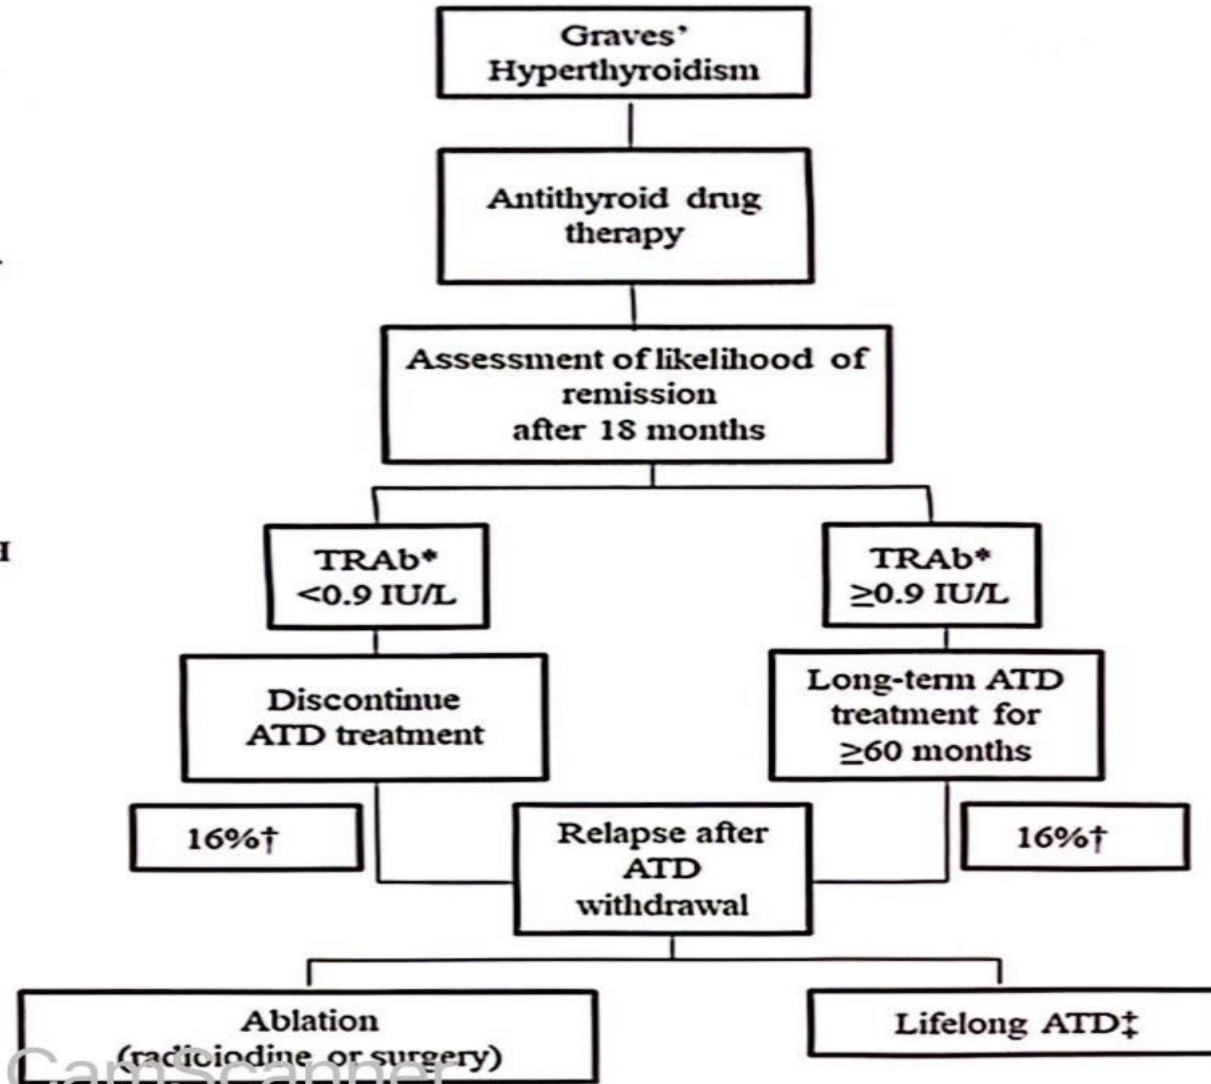 Graves’
Hyperthyroidism
Antithyroid drug
therapy
Assessment of likelihood of
remission
after 18 months
TRAb*
<0.9 IU/L
TRAb*
≥0.9 IU/L
Discontinue
ATD treatment
Long-term ATD
treatment for
≥60 months
16%†
Relapse after
ATD
withdrawal
16%†
Ablation
(radioiodine or surgery)
Lifelong ATD‡
CamScanner